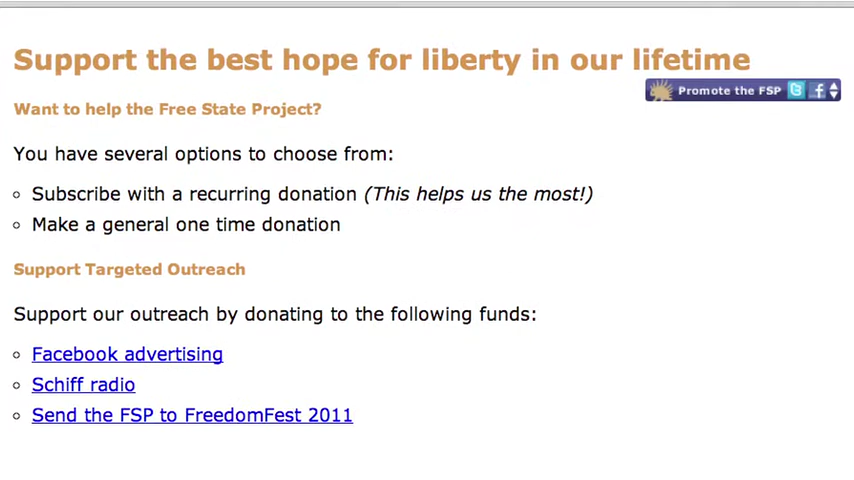 Support the best hope for liberty in our lifetime
Promote the FSP
Want to help the Free State Project?
You have several options to choose from:
Subscribe with a recurring donation (This helps us the most!)
Make a general one time donation
Support Targeted Outreach
Support our outreach by donating to the following funds:
Facebook advertising
Schiff radio
Send the FSP to FreedomFest 2011